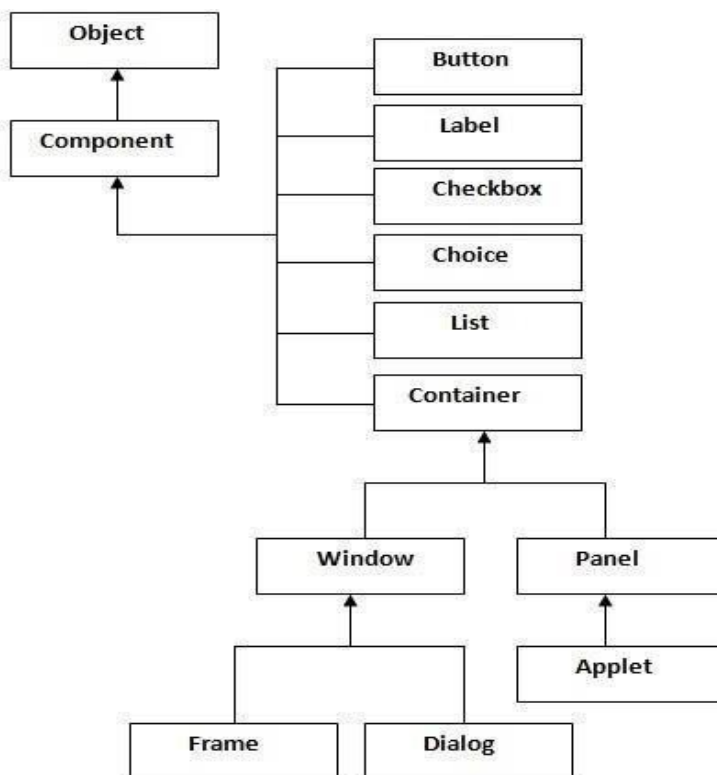 Object
Button
Label
Component
Checkbox
Choice
List
Container
Window
Panel
Applet
Frame
Dialog